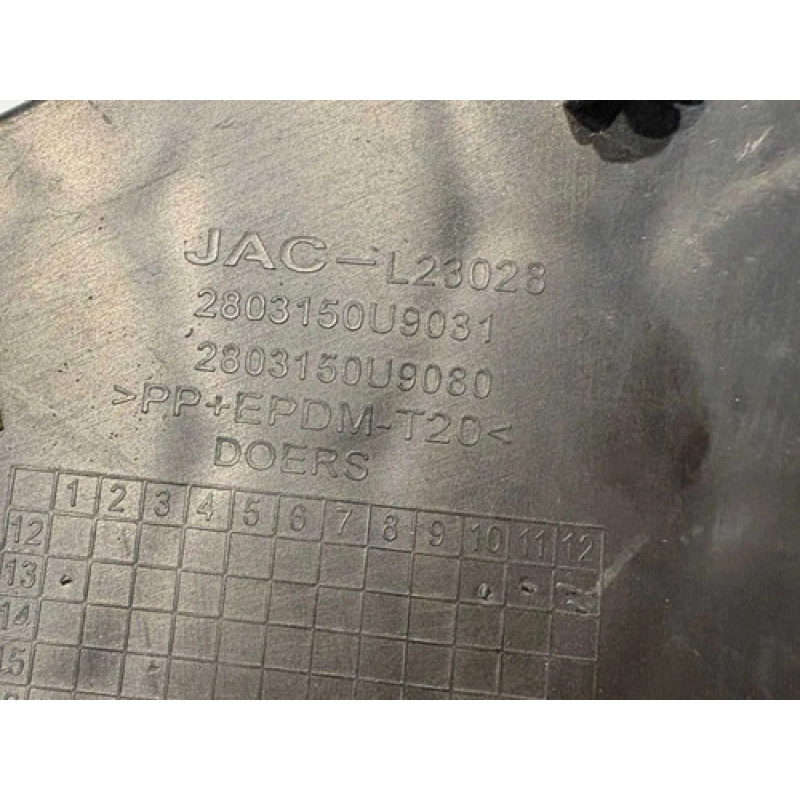 JAC-L23028
2803150U9031
2803150U9080
>PP+EPDM-T20<
DOERS
1 2 3 4 5 6 7 8 9 10 11 12
12
13
14
15